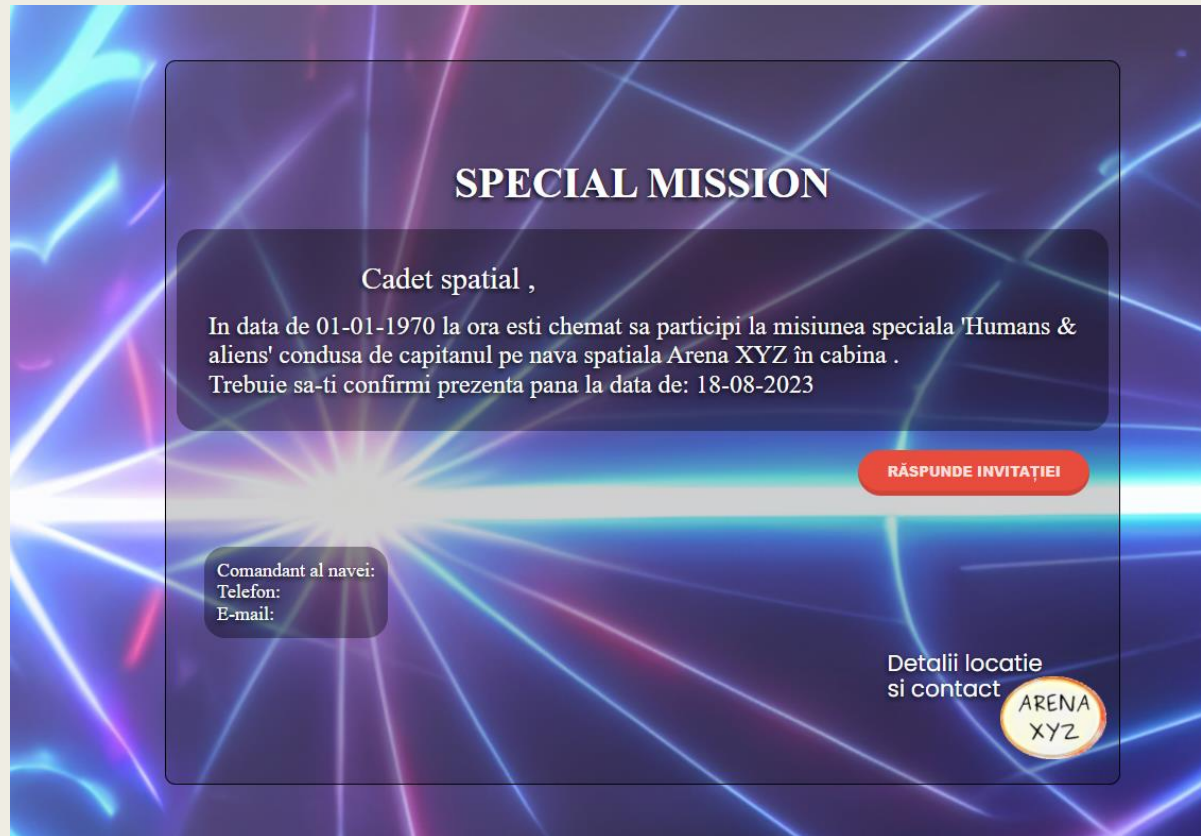 SPECIAL MISSION
Cadet spatial ,
In data de 01-01-1970 la ora esti chemat sa participi la misiunea speciala 'Humans &
aliens' condusa de capitanul pe nava spatiala Arena XYZ în cabina .
Trebuie sa-ti confirmi prezenta pana la data de: 18-08-2023
RĂSPUNDE INVITAȚIEI
Comandant al navei:
Telefon:
E-mail:
Detalii locatie
si contact
ARENA
XYZ